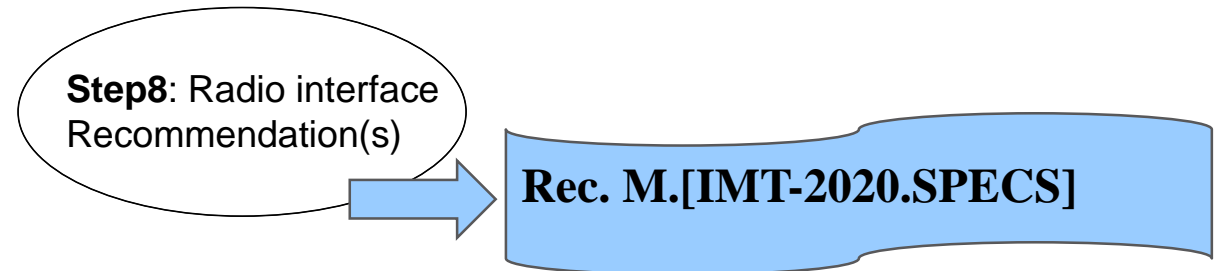 Step8: Radio interface
Recommendation(s)
Rec. M.[IMT-2020.SPECS]